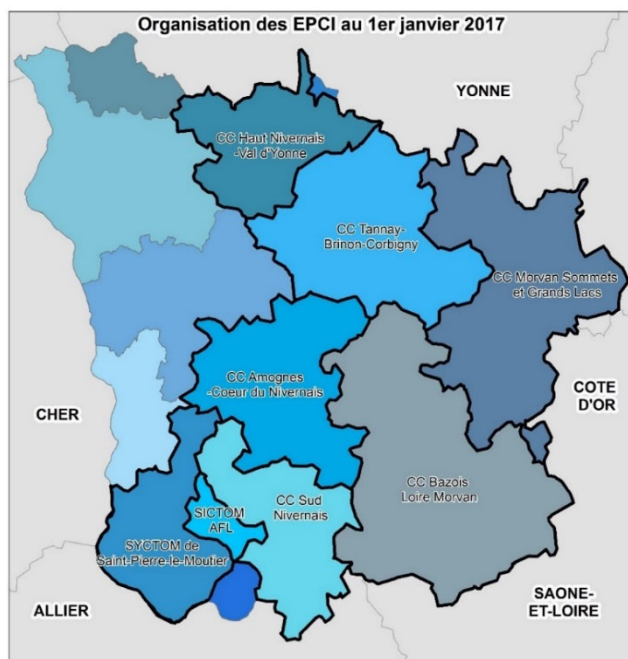 Organisation des EPCI au 1er janvier 2017
YONNE
CC Haut Nivernais
-Val d'Yonne
CC Tannay-
Brinon-Corbigny
CC Morvan Sommets
et Grands Lacs
CC Amognes
-Coeur du Nivernais
COTE
D'OR
CHER
CC Bazois
Loire Morvan
CC Sud
Nivernais
SICTOM
AFL
SYCTOM de
Saint-Pierre-le-Moutier
ALLIER
SAONE-
ET-LOIRE